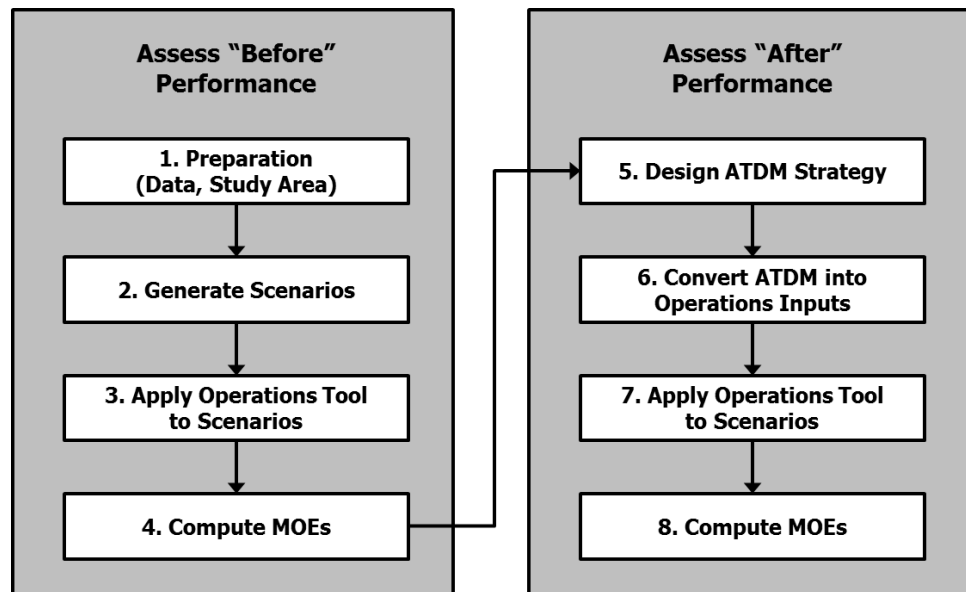 Assess “Before”
Performance
1. Preparation
(Data, Study Area)
2. Generate Scenarios
3. Apply Operations Tool
to Scenarios
4. Compute MOEs
Assess “After”
Performance
5. Design ATDM Strategy
6. Convert ATDM into
Operations Inputs
7. Apply Operations Tool
to Scenarios
8. Compute MOEs